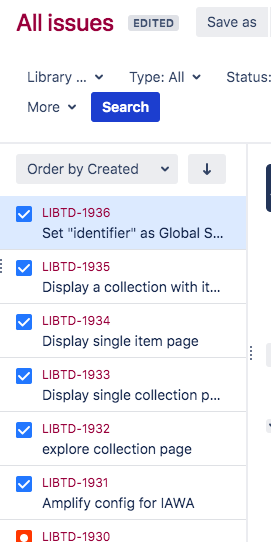 All issues EDITED Save as
Library ... Type: All Status:
More Search
Order by Created
LIBTD-1936
Set "identifier" as Global S...
LIBTD-1935
Display a collection with it...
LIBTD-1934
Display single item page
LIBTD-1933
Display single collection p...
LIBTD-1932
explore collection page
LIBTD-1931
Amplify config for IAWA
LIBTD-1930